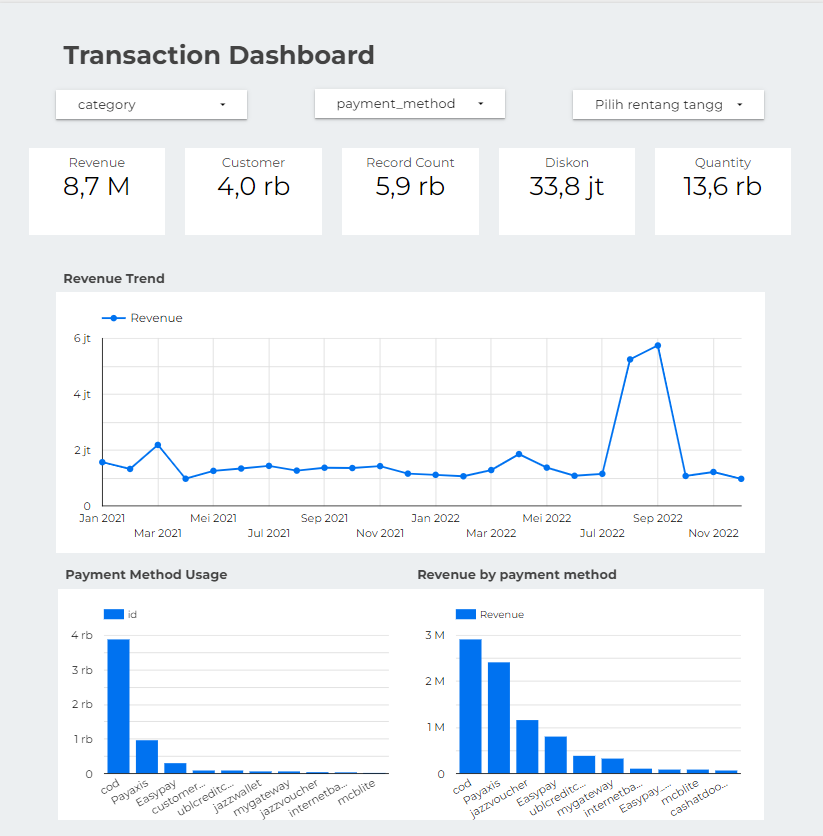 Transaction Dashboard
category
payment_method
Pilih rentang tangg
Revenue
8,7 M
Customer
4,0 rb
Record Count
5,9 rb
Diskon
33,8 jt
Quantity
13,6 rb
Revenue Trend
Revenue
6 jt
4 jt
2 jt
0
Jan 2021
Mar 2021
Mei 2021
Jul 2021
Sep 2021
Nov 2021
Jan 2022
Mar 2022
Mei 2022
Jul 2022
Sep 2022
Nov 2022
Payment Method Usage
id
4 rb
3 rb
2 rb
1 rb
0
cod
Payaxis
Easypay
customer...
ublcreditc...
jazzwallet
mygateway
jazzvoucher
internetba...
mcblite
Revenue by payment method
Revenue
3 M
2 M
1 M
0
cod
Payaxis
jazzvoucher
Easypay
ublcreditc...
mygateway
internetba...
Easypay_...
mcblite
cashatdoo...